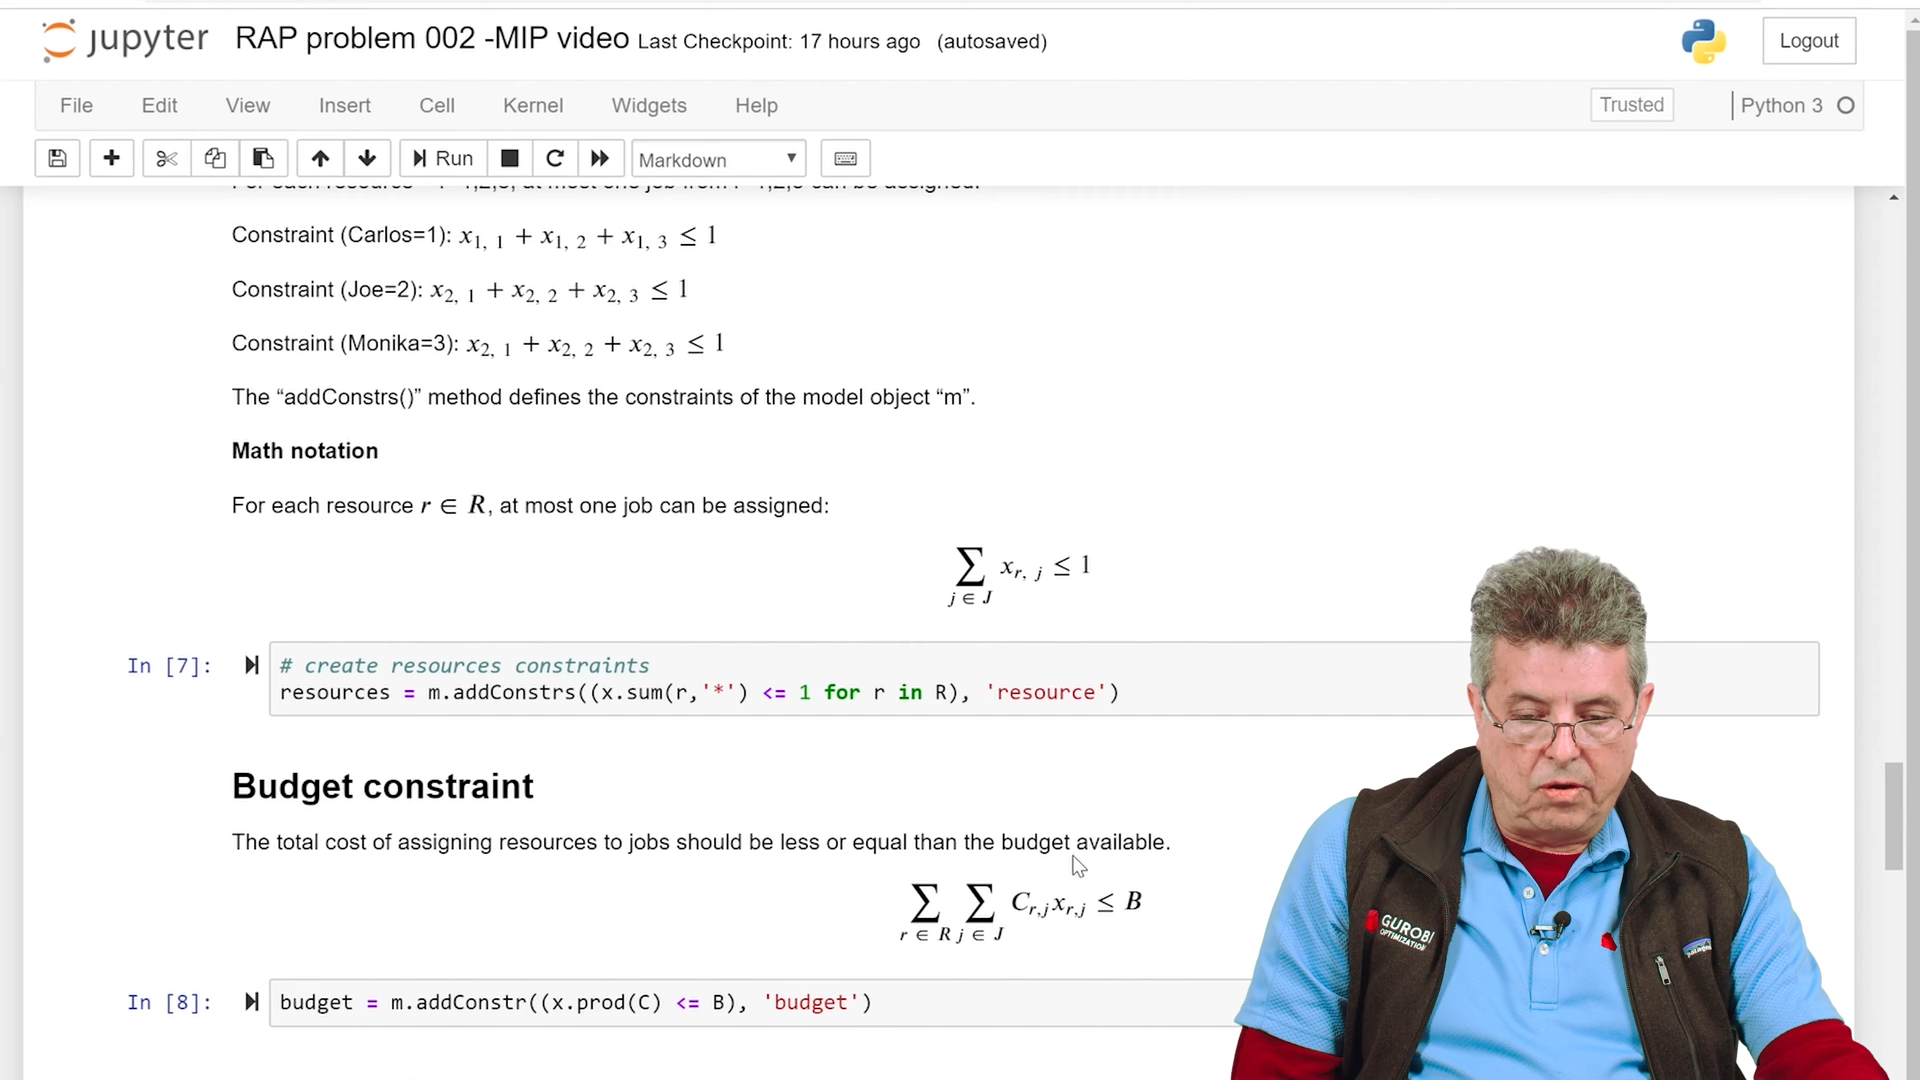 jupyter RAP problem 002 -MIP video Last Checkpoint: 17 hours ago (autosaved) Logout
File Edit View Insert Cell Kernel Widgets Help Trusted Python 3
Run Markdown
Constraint (Carlos=1): x1, 1 + x1, 2 + x1, 3 ≤ 1
Constraint (Joe=2): x2, 1 + x2, 2 + x2, 3 ≤ 1
Constraint (Monika=3): x2, 1 + x2, 2 + x2, 3 ≤ 1
The “addConstrs()” method defines the constraints of the model object “m”.
Math notation
For each resource r ∈ R, at most one job can be assigned:
∑ xr, j ≤ 1
j ∈ J
In [7]: # create resources constraints
resources = m.addConstrs((x.sum(r,'*') <= 1 for r in R), 'resource')
Budget constraint
The total cost of assigning resources to jobs should be less or equal than the budget available.
∑ ∑ Cr,jxr,j ≤ B
r ∈ R j ∈ J
In [8]: budget = m.addConstr((x.prod(C) <= B), 'budget')
GUROBI
OPTIMIZATION
patagonia